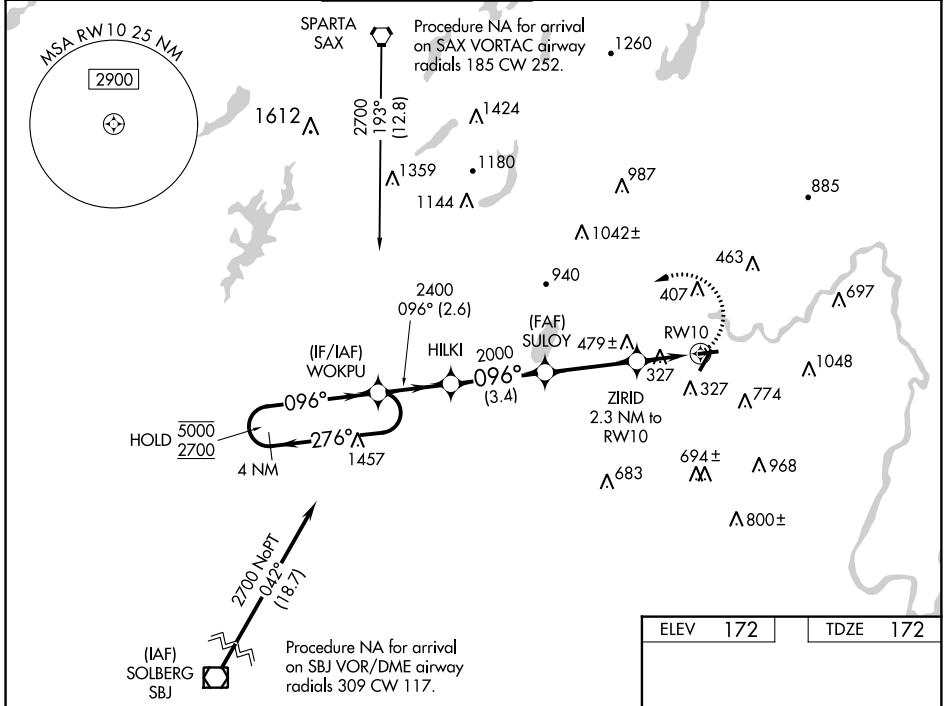 MSA RW10 25 NM
2900
SPARTA
SAX
Procedure NA for arrival
on SAX VORTAC airway
radials 185 CW 252.
2700
193°
(12.8)
1260
1612
1424
1359
1180
1144
987
885
1042±
463
940
407
697
2400
096° (2.6)
(IF/IAF)
WOKPU
HILKI
2000
096°
(3.4)
(FAF)
SULOY
479±
327
RW10
ZIRID
2.3 NM to
RW10
327
1048
774
096°
276°
HOLD
5000
2700
4 NM
1457
683
694±
968
800±
2700 NoPT
042°
(18.7)
(IAF)
SOLBERG
SBJ
Procedure NA for arrival
on SBJ VOR/DME airway
radials 309 CW 117.
ELEV 172
TDZE 172